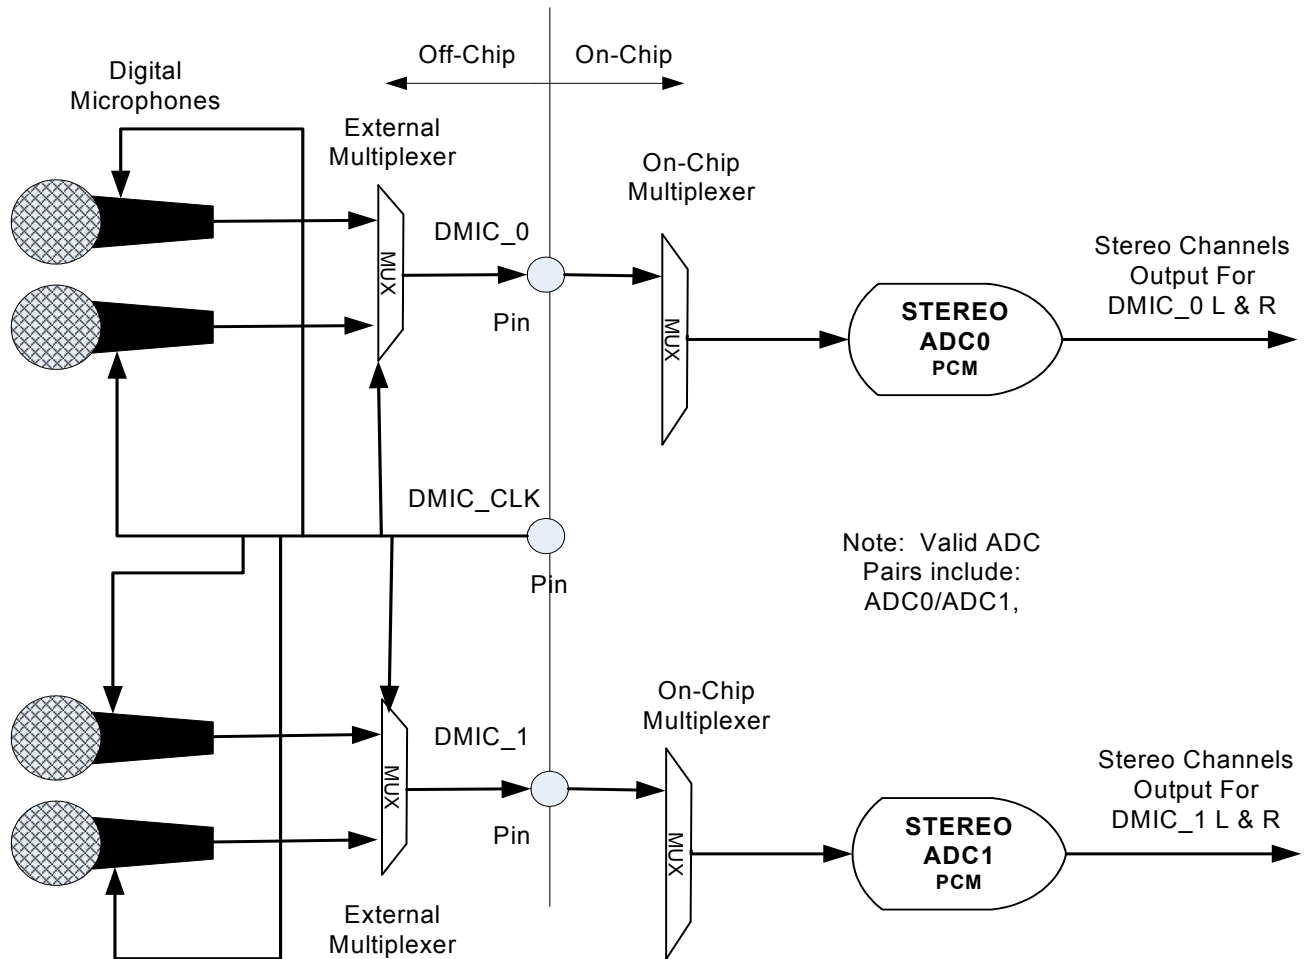 Off-Chip
On-Chip
Digital
Microphones
External
Multiplexer
On-Chip
Multiplexer
DMIC_0
MUX
Pin
MUX
STEREO
ADC0
PCM
Stereo Channels
Output For
DMIC_0 L & R
DMIC_CLK
Pin
Note: Valid ADC
Pairs include:
ADC0/ADC1,
On-Chip
Multiplexer
DMIC_1
MUX
Pin
MUX
STEREO
ADC1
PCM
Stereo Channels
Output For
DMIC_1 L & R
External
Multiplexer